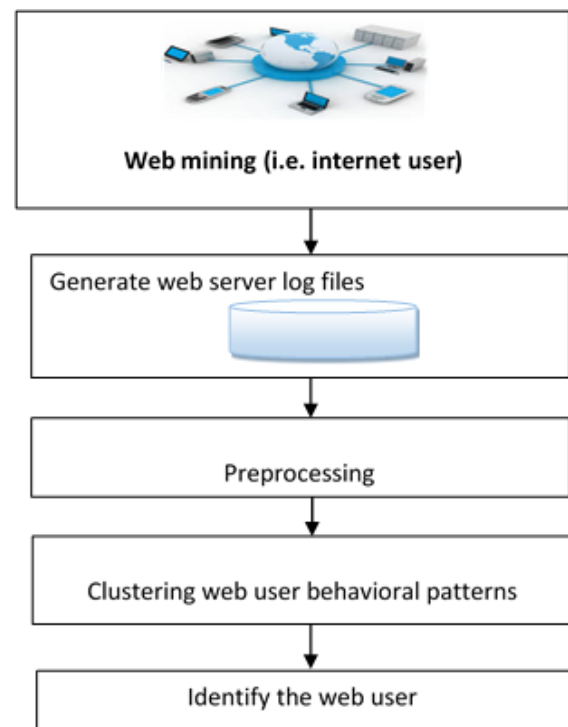 Web mining (i.e. internet user)
Generate web server log files
Preprocessing
Clustering web user behavioral patterns
Identify the web user